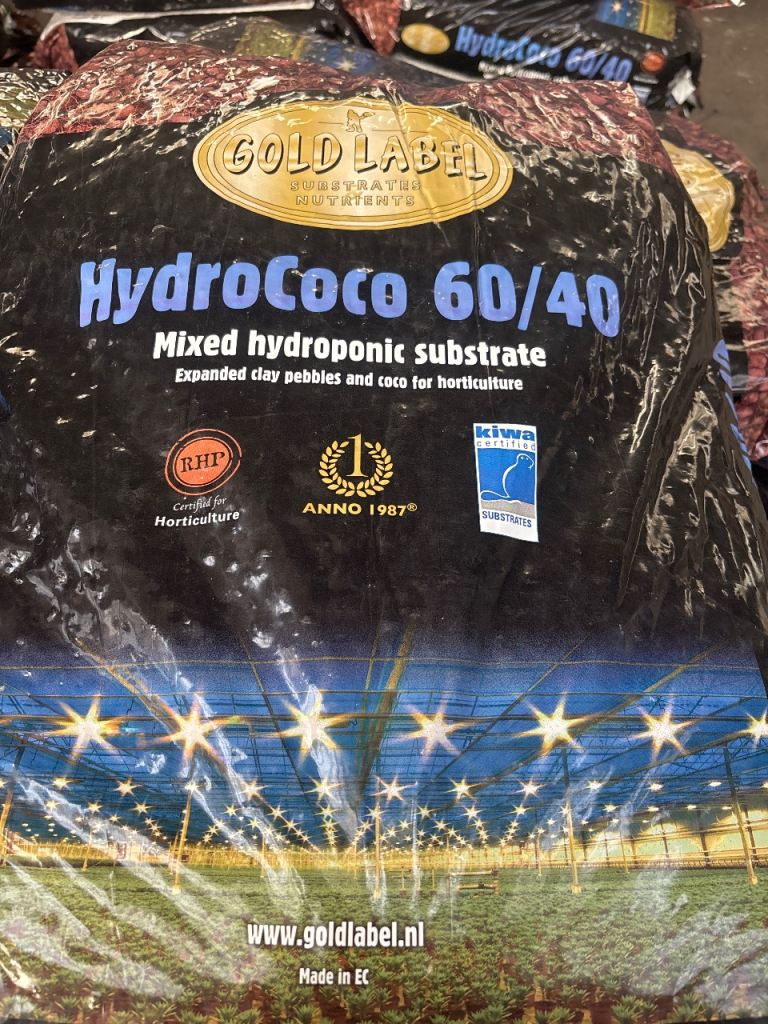 HydroCoco 60/40
GOLD LABEL
SUBSTRATES
NUTRIENTS
HydroCoco 60/40
Mixed hydroponic substrate
Expanded clay pebbles and coco for horticulture
RHP
Certified for
Horticulture
1
ANNO 1987®
kiwa
certified
SUBSTRATES
www.goldlabel.nl
Made in EC